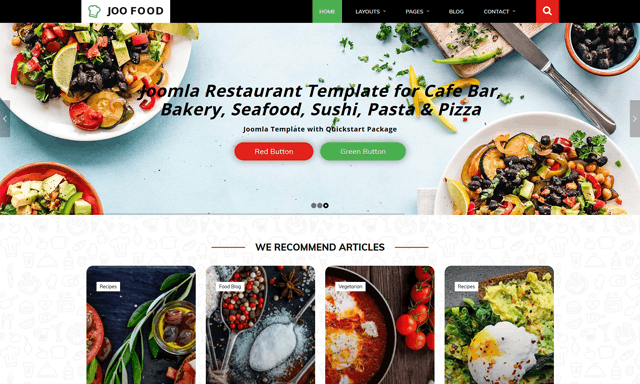 JOO FOOD
HOME LAYOUTS PAGES BLOG CONTACT
Joomla Restaurant Template for Cafe Bar,
Bakery, Seafood, Sushi, Pasta & Pizza
Joomla Template with Quickstart Package
Red Button Green Button
WE RECOMMEND ARTICLES
Recipes Food Blog Vegetarian Recipes